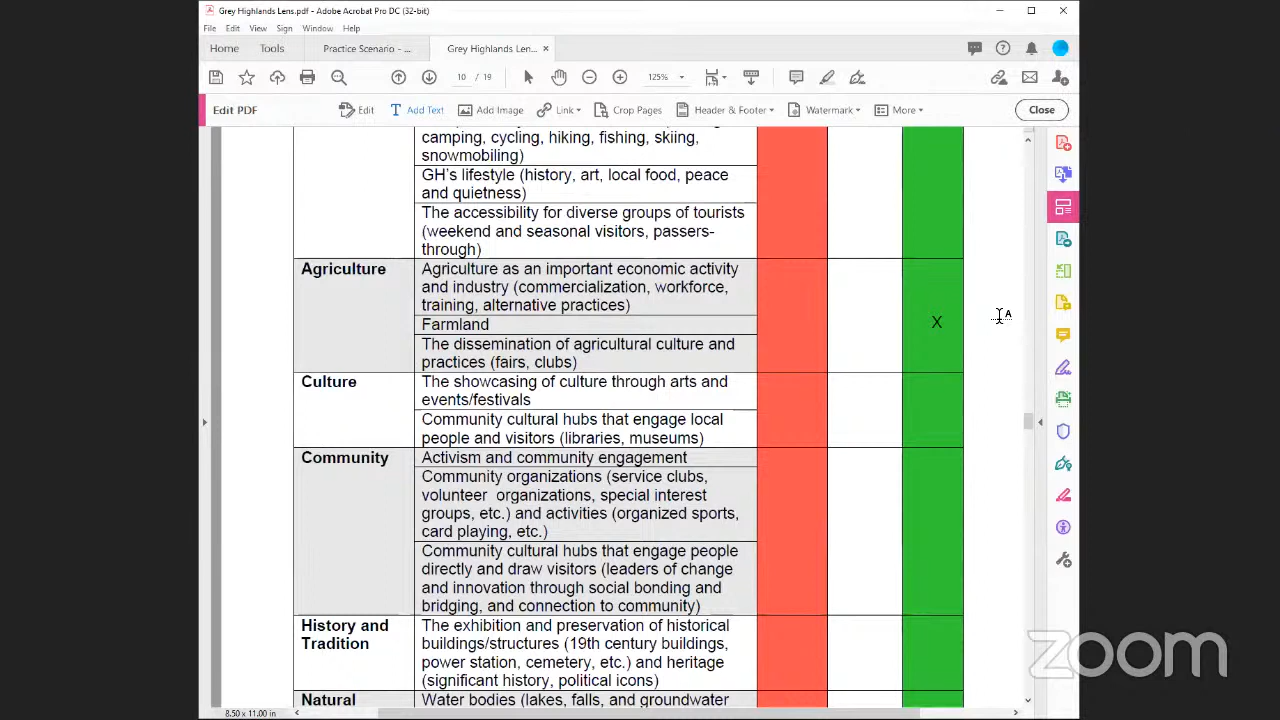 Grey Highlands Lens.pdf - Adobe Acrobat Pro DC (32-bit)
File Edit View Sign Window Help
Home Tools Practice Scenario - ... Grey Highlands Len... ×
10 / 19 125%
Edit PDF Edit Add Text Add Image Link Crop Pages Header & Footer Watermark More Close
camping, cycling, hiking, fishing, skiing,
snowmobiling)
GH's lifestyle (history, art, local food, peace
and quietness)
The accessibility for diverse groups of tourists
(weekend and seasonal visitors, passers-
through)
Agriculture
Agriculture as an important economic activity
and industry (commercialization, workforce,
training, alternative practices)
Farmland
X
The dissemination of agricultural culture and
practices (fairs, clubs)
Culture
The showcasing of culture through arts and
events/festivals
Community cultural hubs that engage local
people and visitors (libraries, museums)
Community
Activism and community engagement
Community organizations (service clubs,
volunteer organizations, special interest
groups, etc.) and activities (organized sports,
card playing, etc.)
Community cultural hubs that engage people
directly and draw visitors (leaders of change
and innovation through social bonding and
bridging, and connection to community)
History and
Tradition
The exhibition and preservation of historical
buildings/structures (19th century buildings,
power station, cemetery, etc.) and heritage
(significant history, political icons)
Natural
Water bodies (lakes, falls, and groundwater
8.50 x 11.00 in
zoom